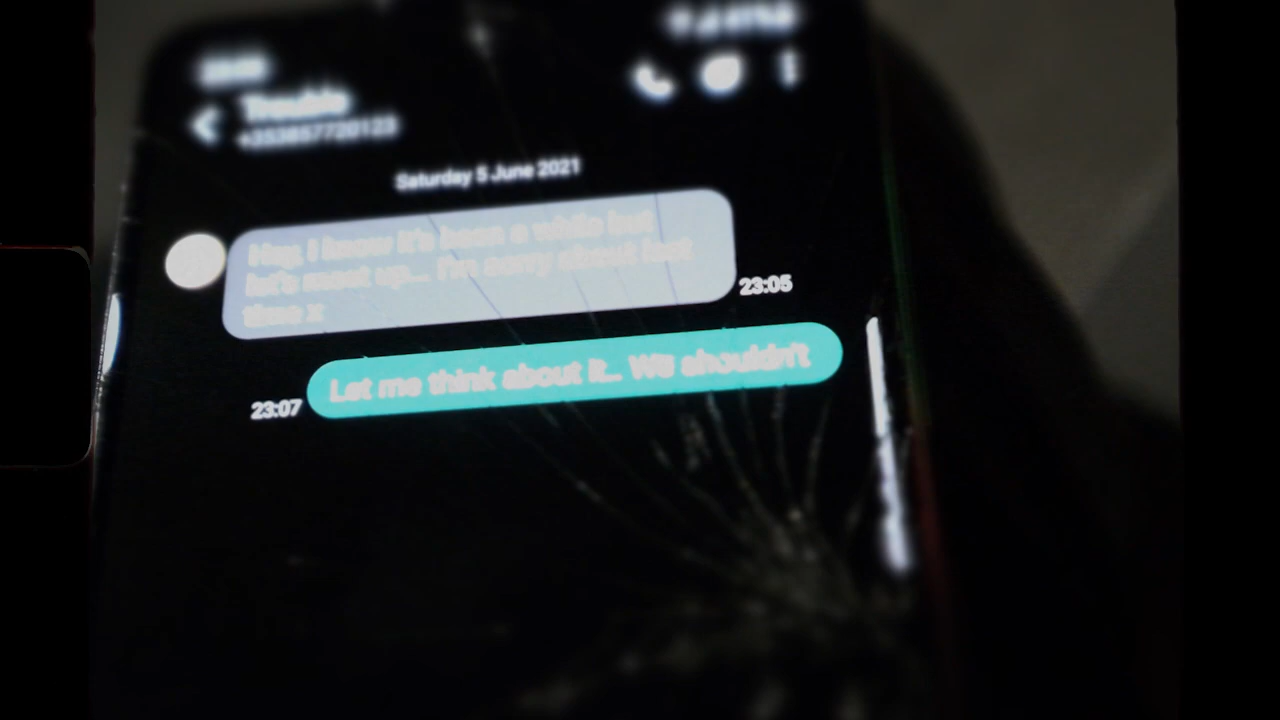 Trouble
+353857720123
Saturday 5 June 2021
Hey, I know it's been a while but
let's meet up... I'm sorry about last
time x
23:05
Let me think about it.. We shouldn't
23:07